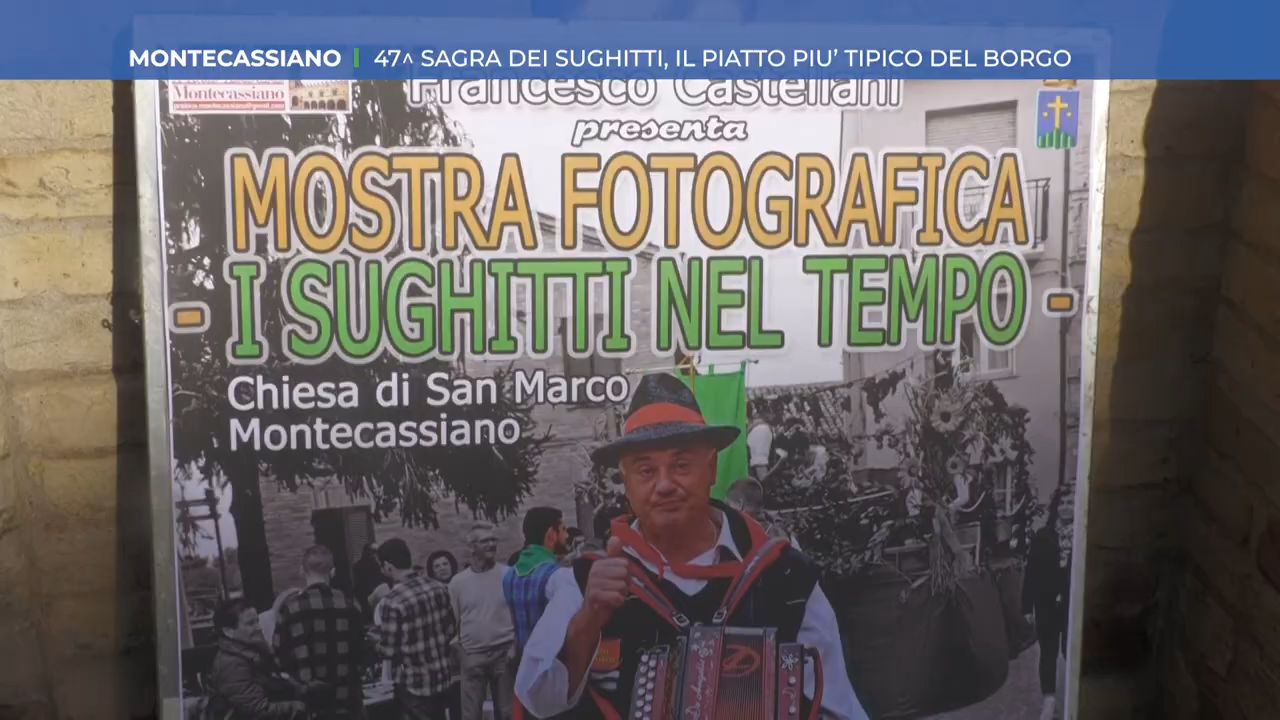 MONTECASSIANO | 47^ SAGRA DEI SUGHITTI, IL PIATTO PIU' TIPICO DEL BORGO
Montecassiano
Francesco Castellani
presenta
MOSTRA FOTOGRAFICA
- I SUGHITTI NEL TEMPO -
Chiesa di San Marco
Montecassiano